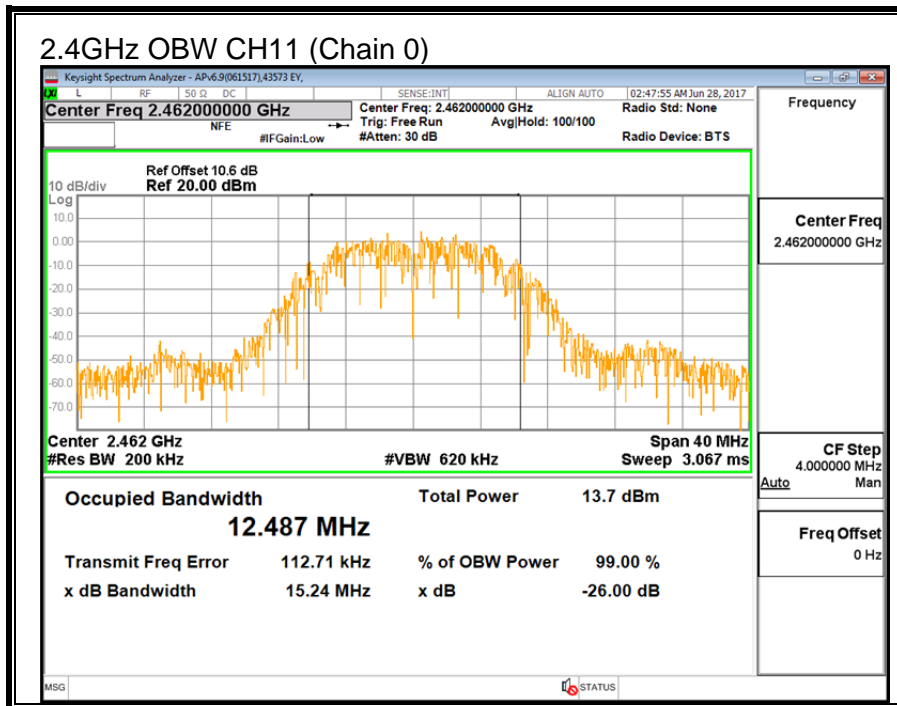 2.4GHz OBW CH11 (Chain 0)
Keysight Spectrum Analyzer - APv6.9(061517),43573 EY,
LXI L RF 50 Ω DC SENSE:INT ALIGN AUTO 02:47:55 AM Jun 28, 2017
Center Freq 2.462000000 GHz
NFE
#IFGain:Low
Center Freq: 2.462000000 GHz
Trig: Free Run Avg|Hold: 100/100
#Atten: 30 dB
Radio Std: None
Radio Device: BTS
Ref Offset 10.6 dB
10 dB/div Ref 20.00 dBm
Log
10.0
0.00
-10.0
-20.0
-30.0
-40.0
-50.0
-60.0
-70.0
Center 2.462 GHz Span 40 MHz
#Res BW 200 kHz #VBW 620 kHz Sweep 3.067 ms
Occupied Bandwidth Total Power 13.7 dBm
12.487 MHz
Transmit Freq Error 112.71 kHz % of OBW Power 99.00 %
x dB Bandwidth 15.24 MHz x dB -26.00 dB
Frequency
Center Freq
2.462000000 GHz
CF Step
4.000000 MHz
Auto Man
Freq Offset
0 Hz
MSG STATUS